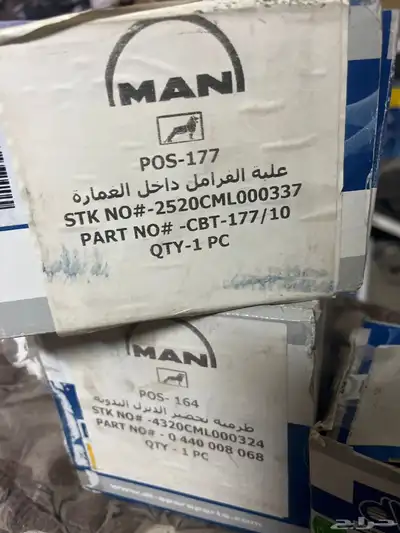 MAN
POS-177
علبة الفرامل داخل العمارة
STK NO#-2520CML000337
PART NO# -CBT-177/10
QTY-1 PC
MAN
POS- 164
طرمبة تحضير الديزل اليدوية
STK NO#-4320CML000324
PART NO# - 0 440 008 068
QTY - 1 PC
حراج